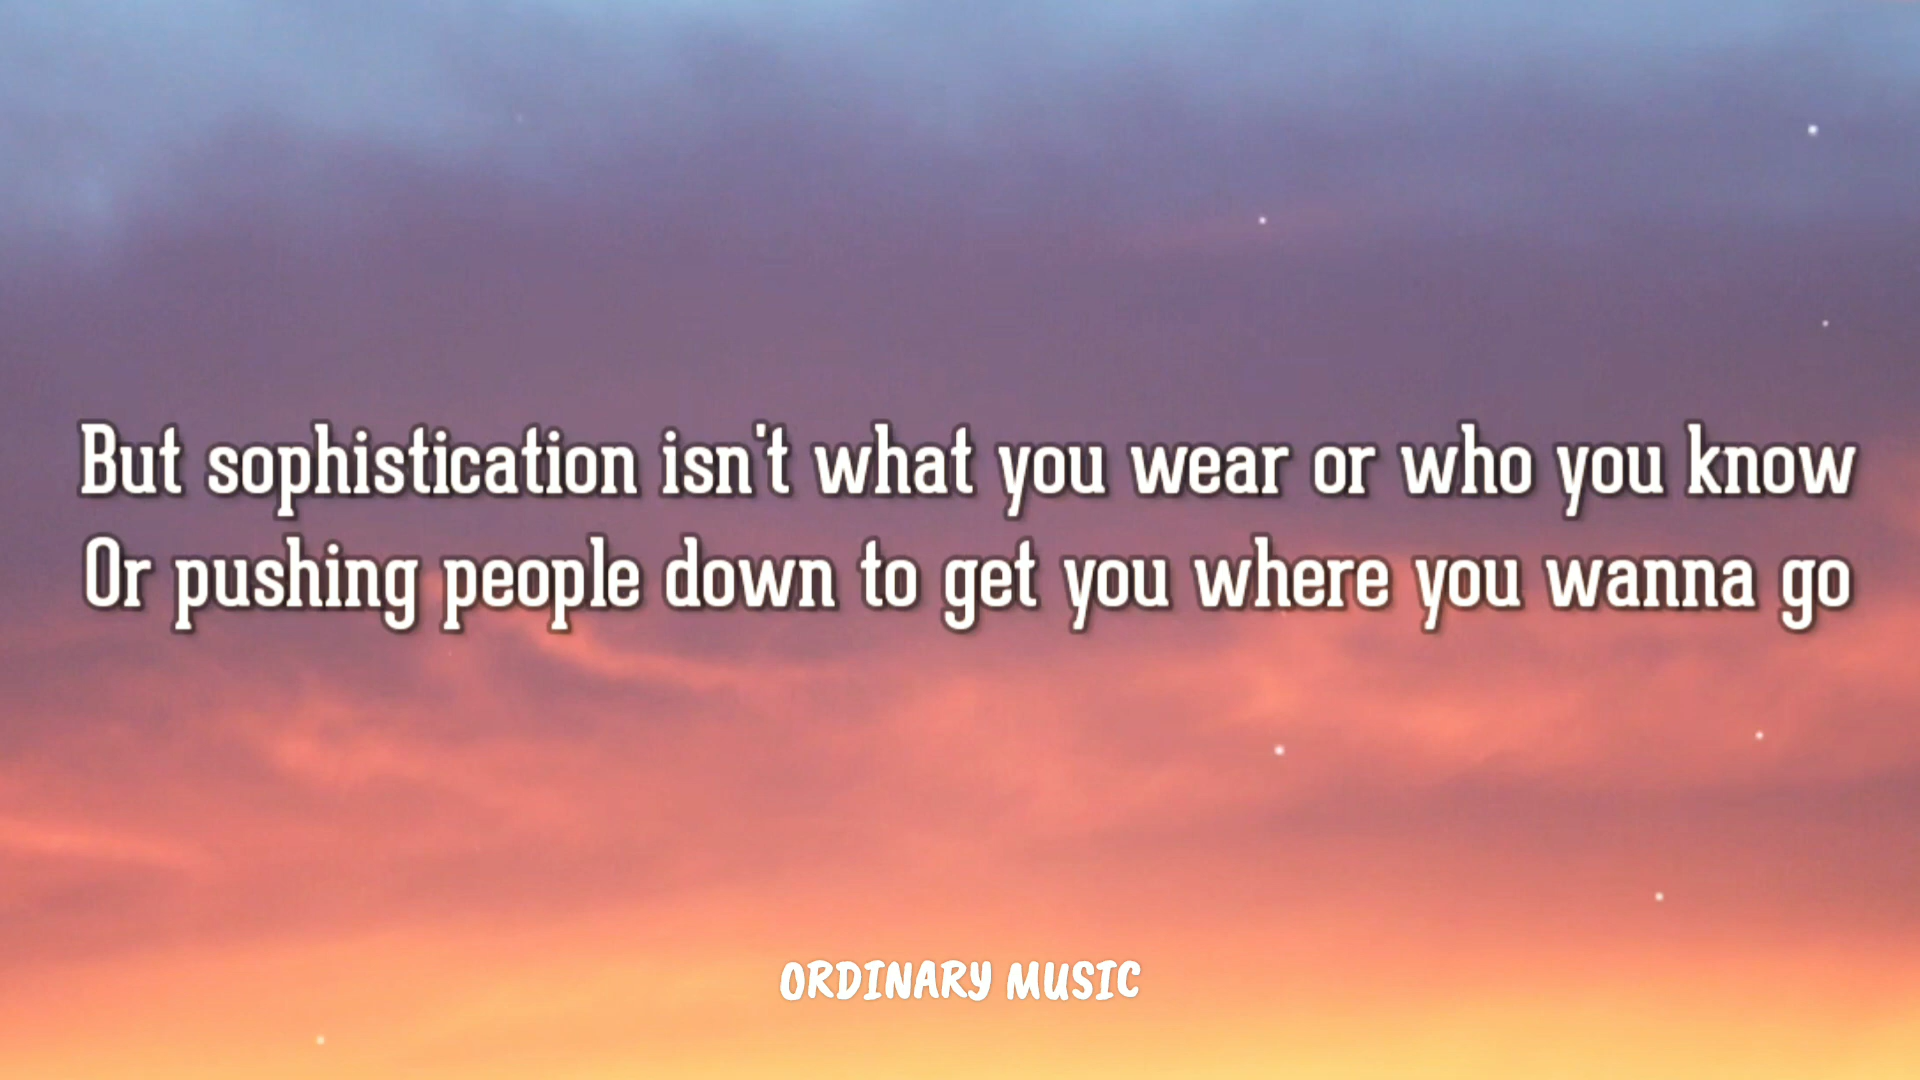 But sophistication isn't what you wear or who you know
Or pushing people down to get you where you wanna go
ORDINARY MUSIC